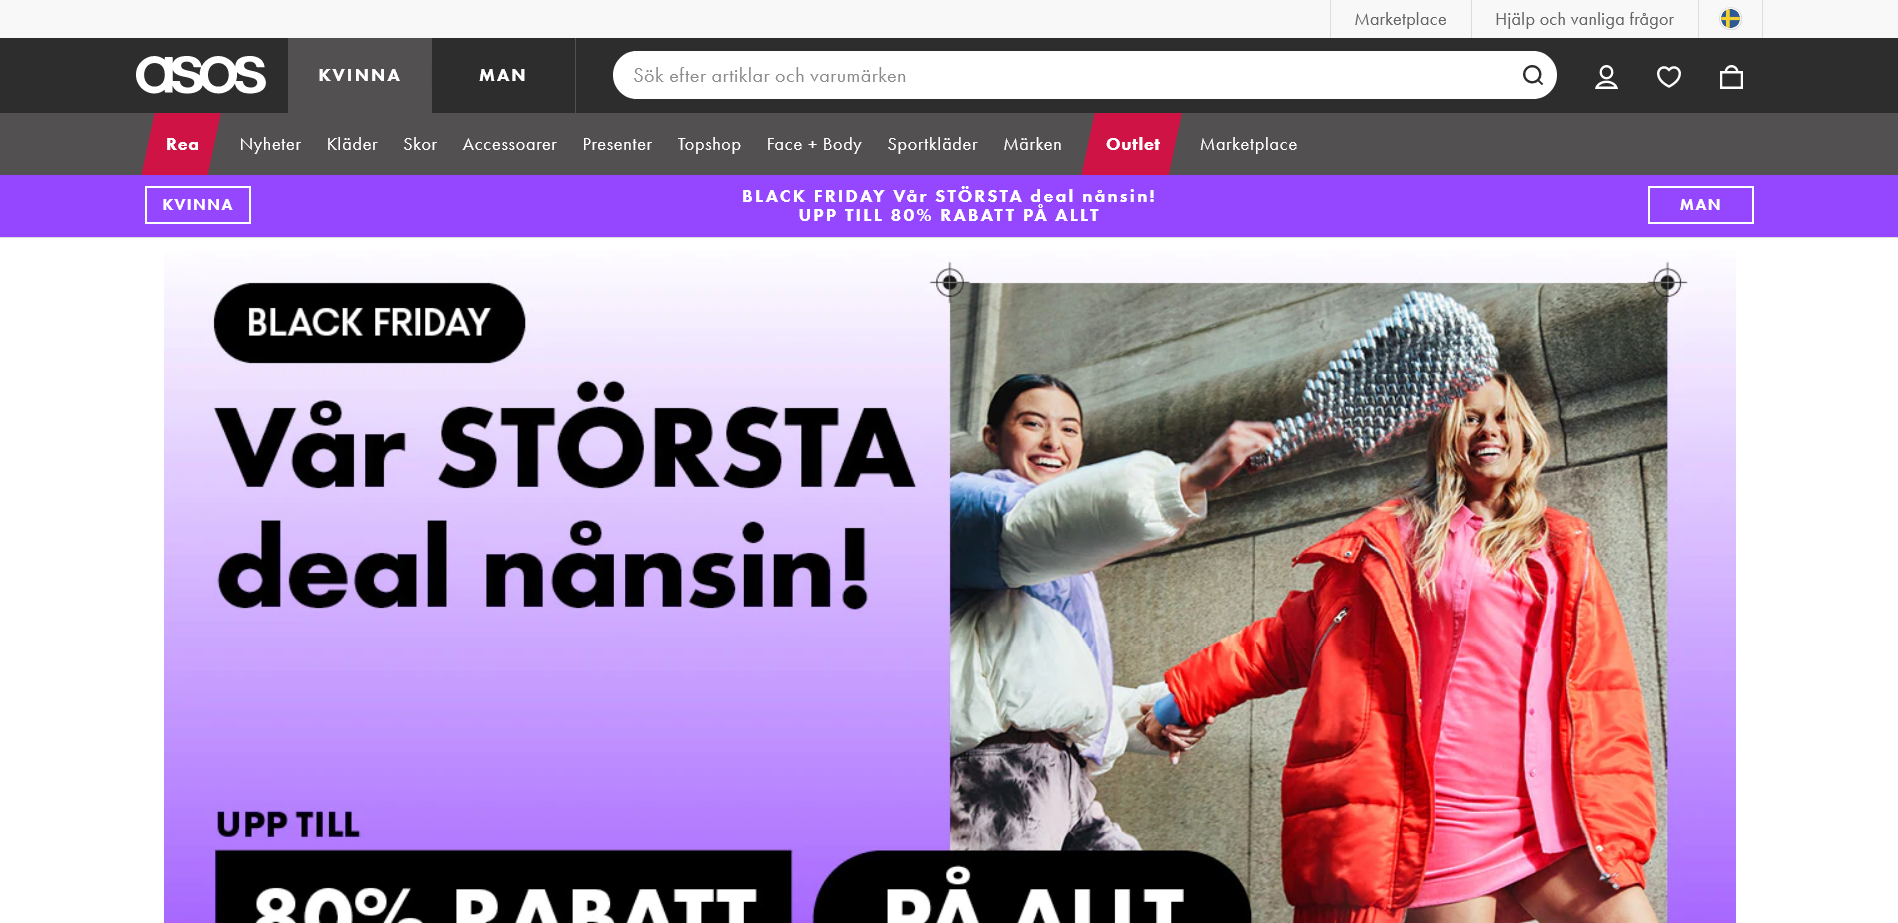 Marketplace
Hjälp och vanliga frågor
asos
KVINNA
MAN
Sök efter artiklar och varumärken
Rea
Nyheter
Kläder
Skor
Accessoarer
Presenter
Topshop
Face + Body
Sportkläder
Märken
Outlet
Marketplace
KVINNA
BLACK FRIDAY Vår STÖRSTA deal nånsin!
UPP TILL 80% RABATT PÅ ALLT
MAN
BLACK FRIDAY
Vår STÖRSTA
deal nånsin!
UPP TILL
80% RABATT
PÅ ALLT